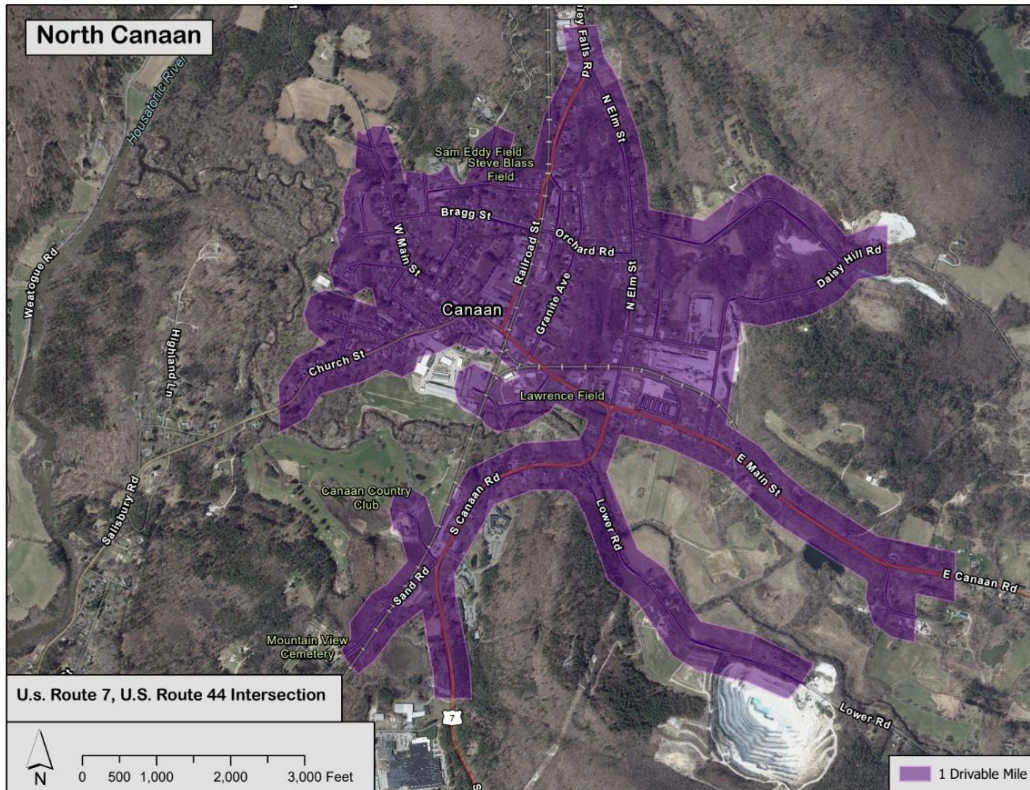 North Canaan
Housatonic River
ley Falls Rd
N Elm St
Sam Eddy Field
Steve Blass
Field
Bragg St
W Main St
Railroad St
Orchard Rd
N Elm St
Granite Ave
Daisy Hill Rd
Weatogue Rd
Canaan
Highland Ln
Church St
Lawrence Field
Salisbury Rd
Canaan Country
Club
S Canaan Rd
E Main St
Lower Rd
Sand Rd
E Canaan Rd
Mountain View
Cemetery
U.s. Route 7, U.S. Route 44 Intersection
7
Lower Rd
S
N
0 500 1,000 2,000 3,000 Feet
1 Drivable Mile